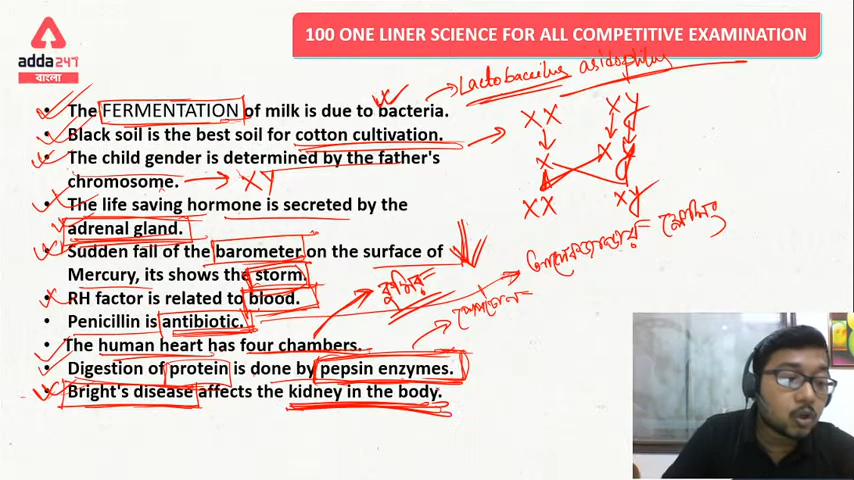 100 ONE LINER SCIENCE FOR ALL COMPETITIVE EXAMINATION
adda247
বাংলা
Lactobacillus asidophilus
• The FERMENTATION of milk is due to bacteria.
• Black soil is the best soil for cotton cultivation.
• The child gender is determined by the father's
chromosome. → XY
• The life saving hormone is secreted by the
adrenal gland.
• Sudden fall of the barometer on the surface of
Mercury, its shows the storm.
• RH factor is related to blood.
• Penicillin is antibiotic.
• The human heart has four chambers.
• Digestion of protein is done by pepsin enzymes.
• Bright's disease affects the kidney in the body.
XX XY
X X y
XX XY